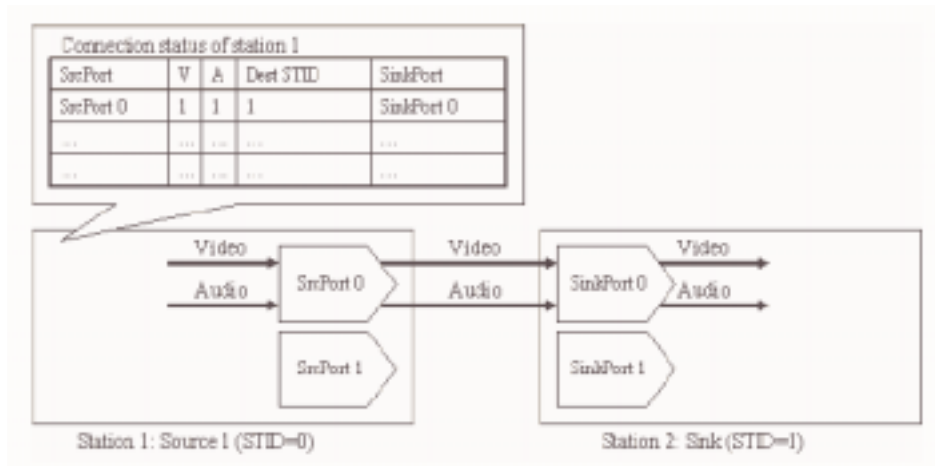 Connection status of station 1
SrcPort V A Dest STID SinkPort
SrcPort 0 1 1 1 SinkPort 0
... ... ... ... ...
... ... ... ... ...
Video Video Video
SrcPort 0 SinkPort 0
Audio Audio Audio
SrcPort 1 SinkPort 1
Station 1: Source 1 (STID=0) Station 2: Sink (STID=1)